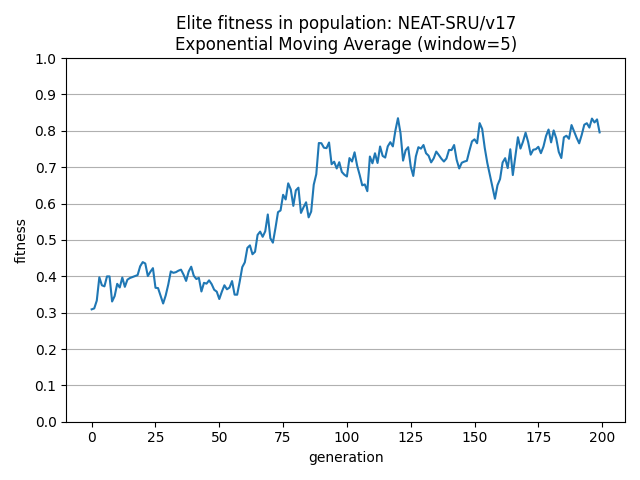 Elite fitness in population: NEAT-SRU/v17
Exponential Moving Average (window=5)
1.0
0.9
0.8
0.7
0.6
0.5
0.4
0.3
0.2
0.1
0.0
fitness
0 25 50 75 100 125 150 175 200
generation